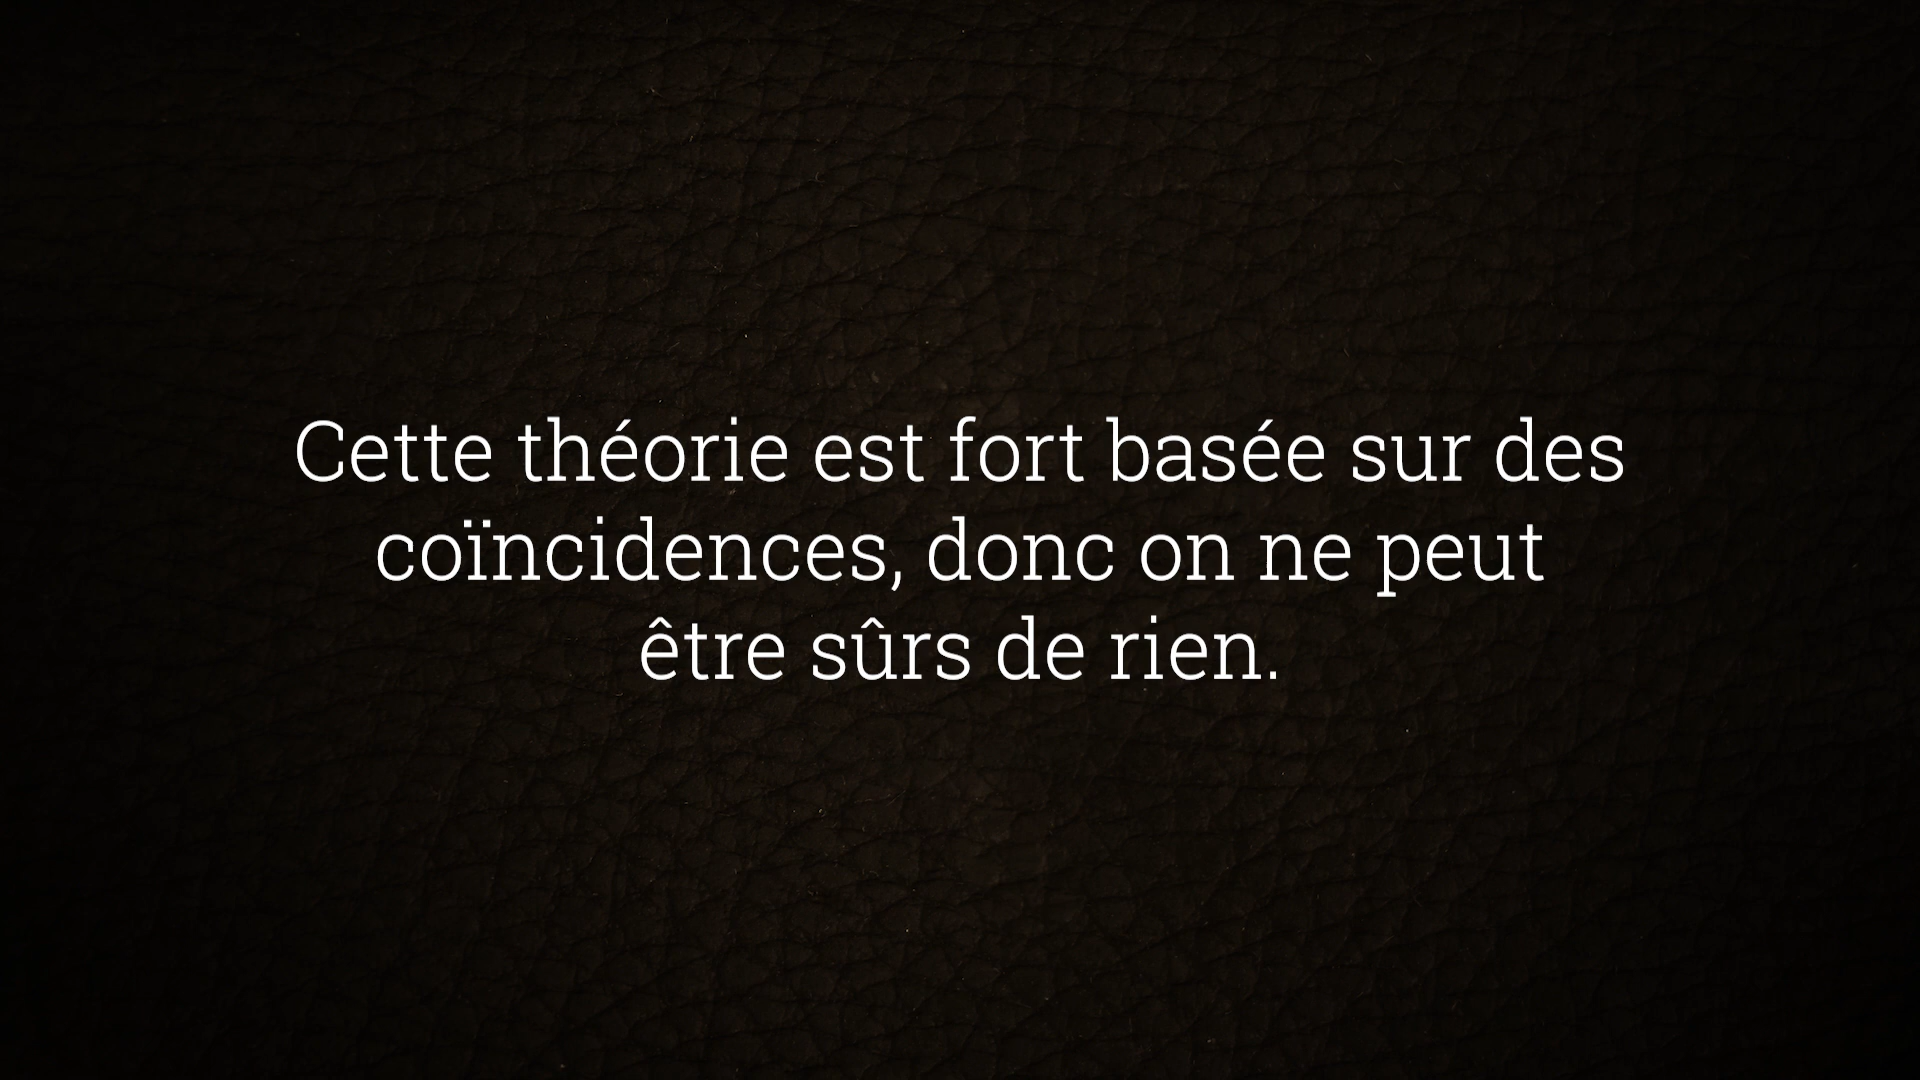 Cette théorie est fort basée sur des
coïncidences, donc on ne peut
être sûrs de rien.